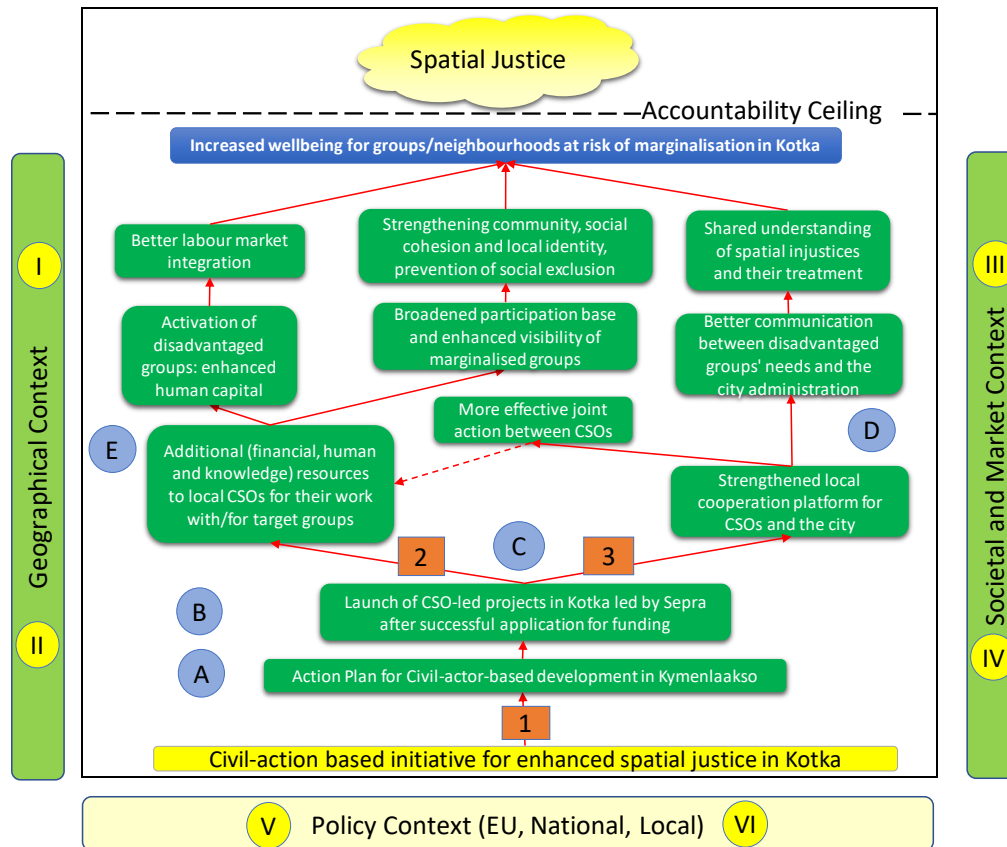 Spatial Justice
Accountability Ceiling
Increased wellbeing for groups/neighbourhoods at risk of marginalisation in Kotka
Better labour market
integration
Strengthening community, social
cohesion and local identity,
prevention of social exclusion
Shared understanding
of spatial injustices
and their treatment
I
III
Activation of
disadvantaged
groups: enhanced
human capital
Broadened participation base
and enhanced visibility of
marginalised groups
Better communication
between disadvantaged
groups' needs and the
city administration
Geographical Context
Societal and Market Context
E
More effective joint
action between CSOs
D
Additional (financial, human
and knowledge) resources
to local CSOs for their work
with/for target groups
Strengthened local
cooperation platform for
CSOs and the city
2
C
3
B
Launch of CSO-led projects in Kotka led by Sepra
after successful application for funding
II
IV
A
Action Plan for Civil-actor-based development in Kymenlaakso
1
Civil-action based initiative for enhanced spatial justice in Kotka
V
Policy Context (EU, National, Local)
VI